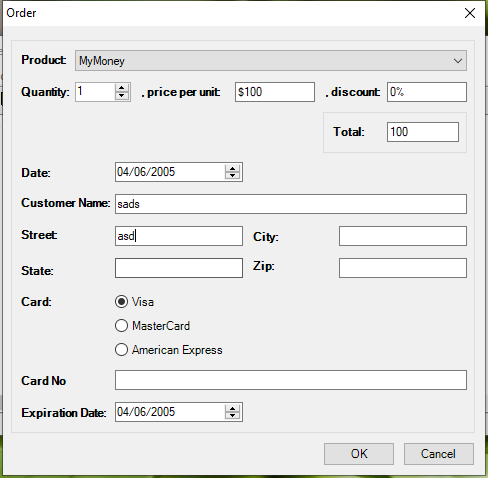 Order
Product: MyMoney
Quantity: 1 , price per unit: $100 , discount: 0%
Total: 100
Date: 04/06/2005
Customer Name: sads
Street: asd City:
State: Zip:
Card: Visa
MasterCard
American Express
Card No
Expiration Date: 04/06/2005
OK Cancel